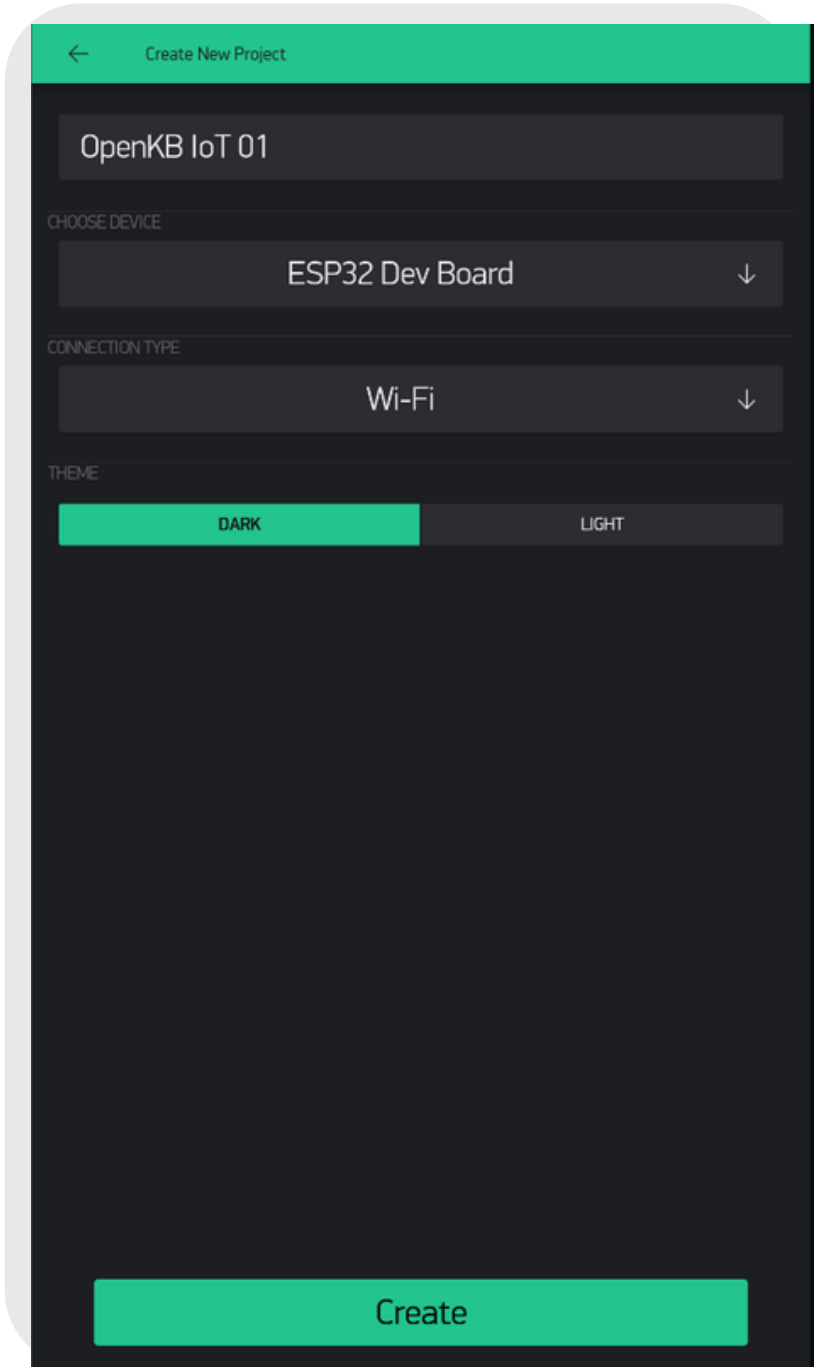 Create New Project
OpenKB IoT 01
CHOOSE DEVICE
ESP32 Dev Board
CONNECTION TYPE
Wi-Fi
THEME
DARK LIGHT
Create